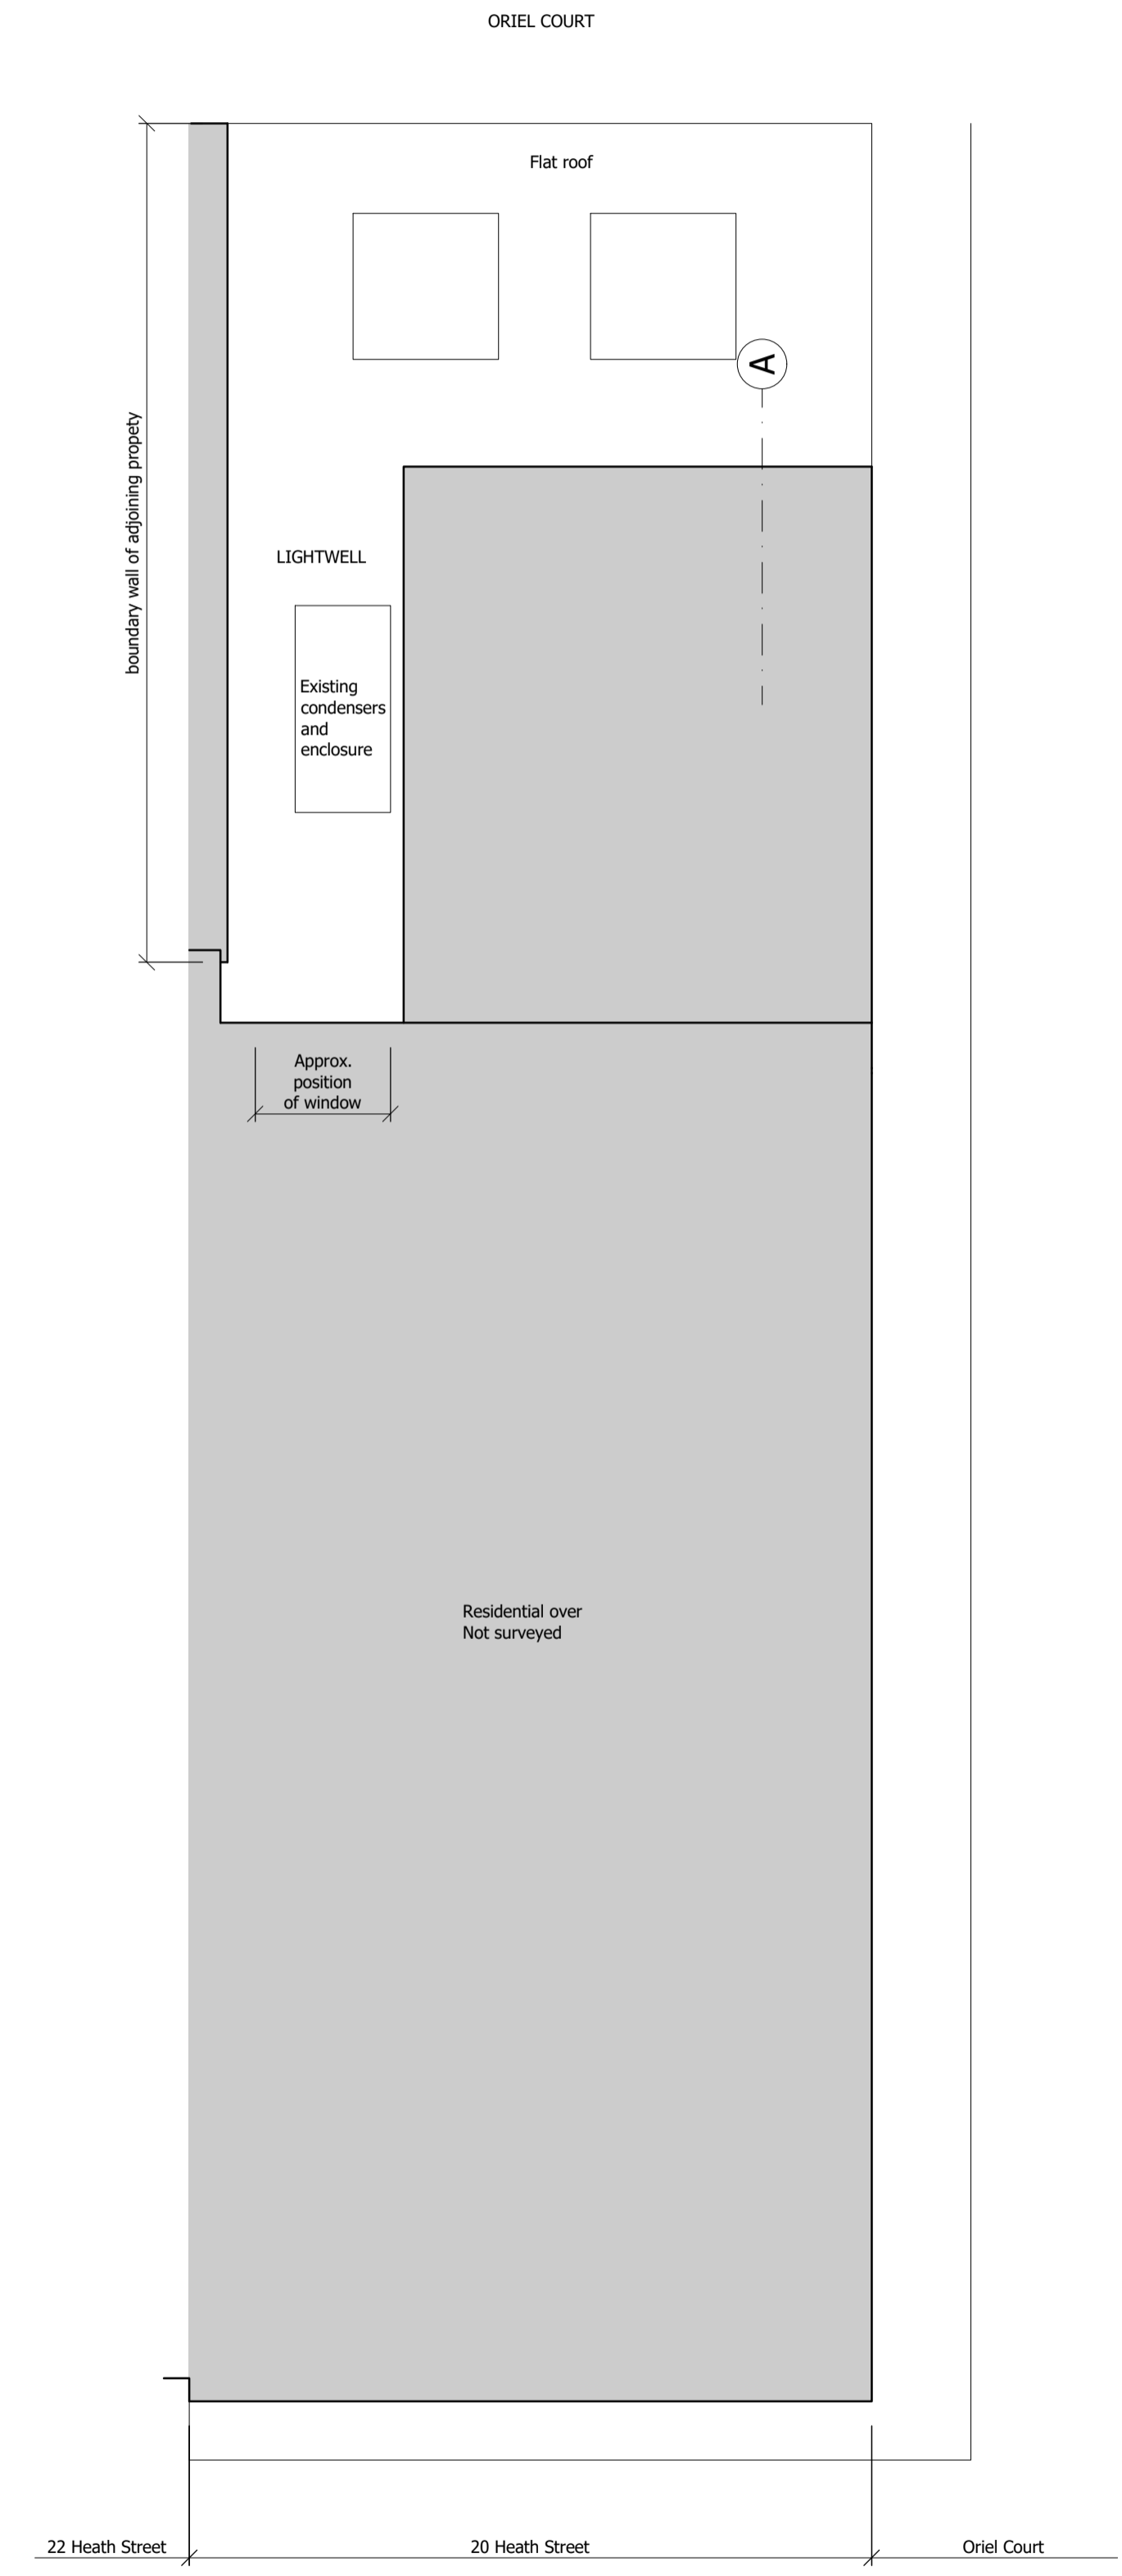 ORIEL COURT
Flat roof
A
boundary wall of adjoining propety
LIGHTWELL
Existing
condensers
and
enclosure
Approx.
position
of window
Residential over
Not surveyed
22 Heath Street
20 Heath Street
Oriel Court